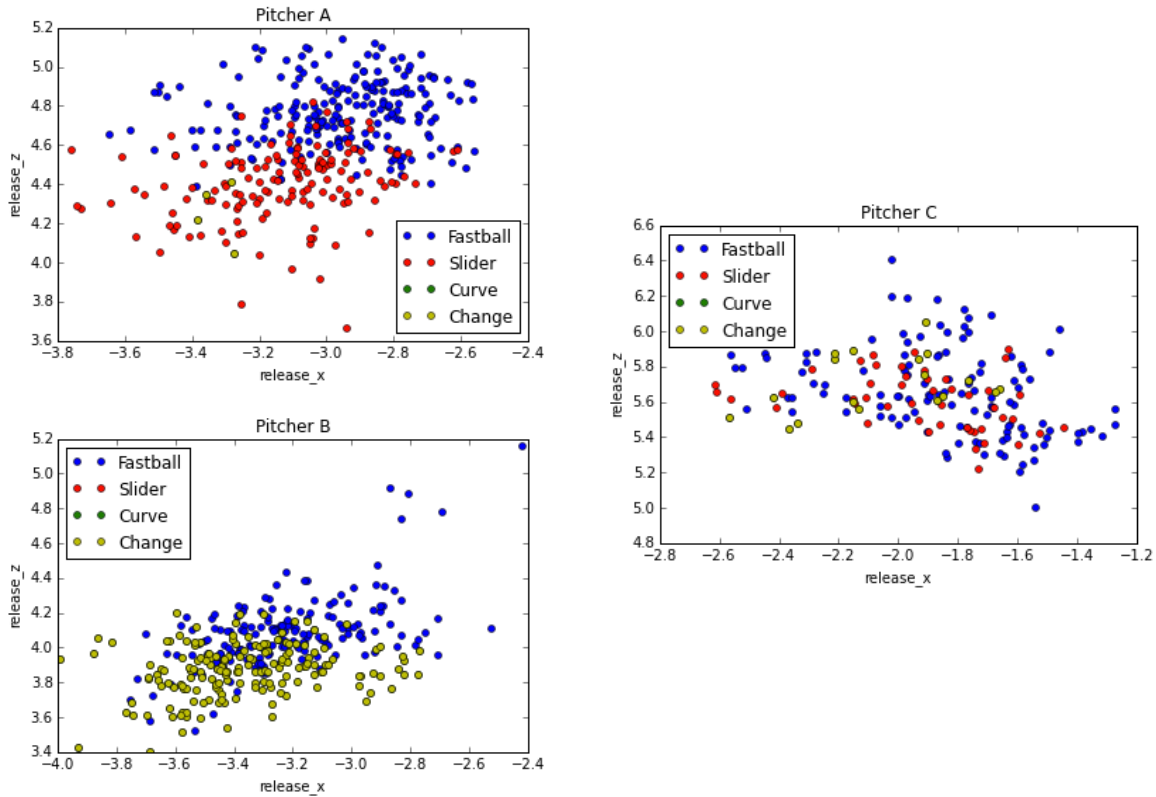 Pitcher A
5.2
5.0
4.8
4.6
4.4
4.2
4.0
3.8
3.6
release_z
Fastball
Slider
Curve
Change
−3.8 −3.6 −3.4 −3.2 −3.0 −2.8 −2.6 −2.4
release_x
Pitcher B
5.2
5.0
4.8
4.6
4.4
4.2
4.0
3.8
3.6
3.4
release_z
Fastball
Slider
Curve
Change
−4.0 −3.8 −3.6 −3.4 −3.2 −3.0 −2.8 −2.6 −2.4
release_x
Pitcher C
6.6
6.4
6.2
6.0
5.8
5.6
5.4
5.2
5.0
4.8
release_z
Fastball
Slider
Curve
Change
−2.8 −2.6 −2.4 −2.2 −2.0 −1.8 −1.6 −1.4 −1.2
release_x